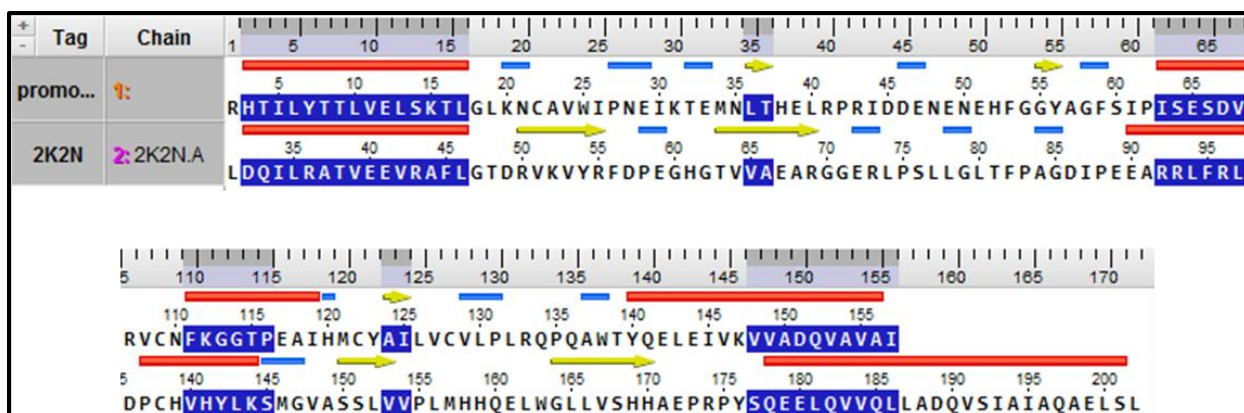 + - Tag Chain 1 5 10 15 20 25 30 35 40 45 50 55 60 65
5 10 15 20 25 30 35 40 45 50 55 65
promo... 1: RHTILYTTLVELSKTLGLKNCAVWIPNEIKTEMNLTHELRPRIDDENENEHFGGYAGFSIPISESDV
35 40 45 50 55 60 65 70 75 80 85 90 95
2K2N 2: 2K2N.A LDQILRATVEEVRAFLGTDRVKVYRFDPEGHGTVVAEARGGERLPSLLGLTFPAGDIPEEARRLFRL
5 110 115 120 125 130 135 140 145 150 155 160 165 170
110 115 120 125 130 135 140 145 150 155
RVCNFKGGTPEAIHMCYAILVCVLPLRQPQAWTYQELEIVKVVADQVAVAI
5 140 145 150 155 160 165 170 175 180 185 190 195 200
DPCHVHYLKSMGVASSLVVPLMHHQELWGLLVSHHAEPRPYSQEELQVVQLLADQVSIAIAQAELSL